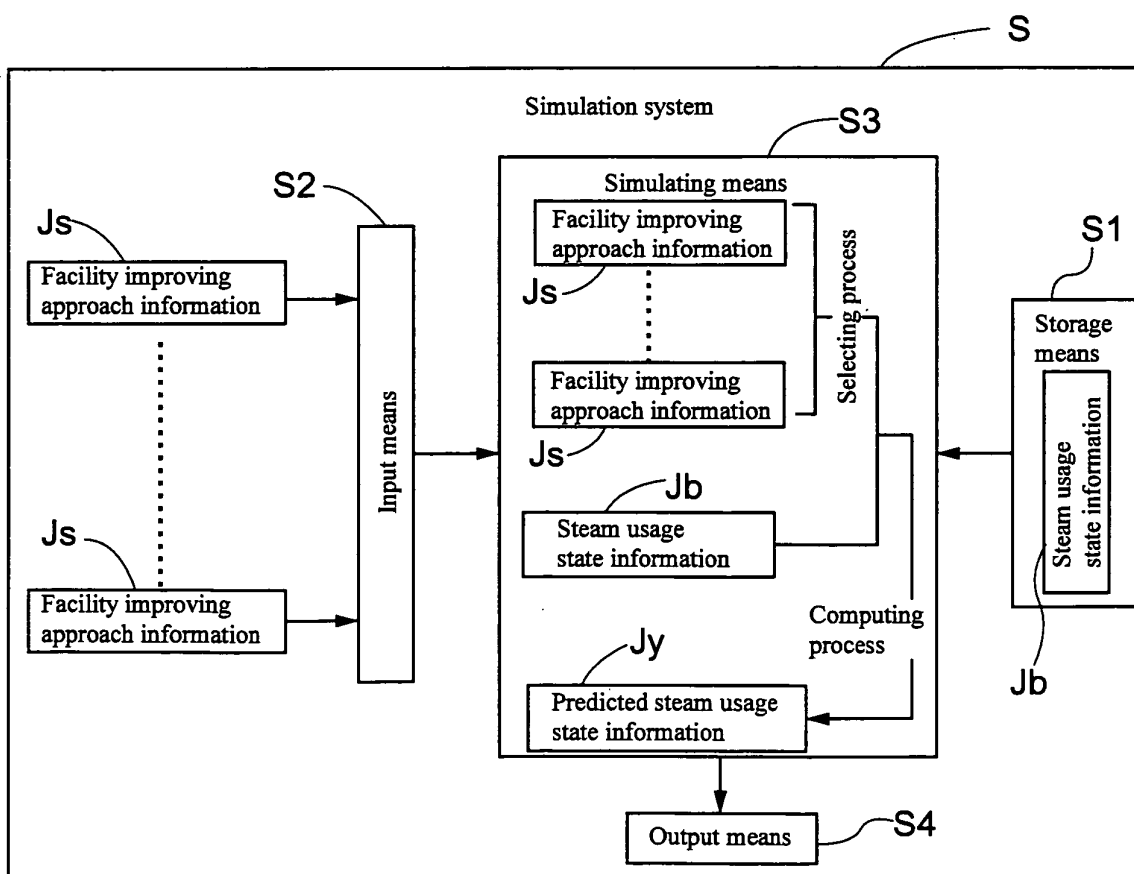 S
Simulation system
S3
S2
Simulating means
Js
Facility improving
approach information
Facility improving
approach information
Js
S1
Storage
means
Selecting process
Facility improving
approach information
Js
Input means
Steam usage
state information
Jb
Jb
Steam usage
state information
Js
Facility improving
approach information
Computing
process
Jy
Predicted steam usage
state information
Output means
S4